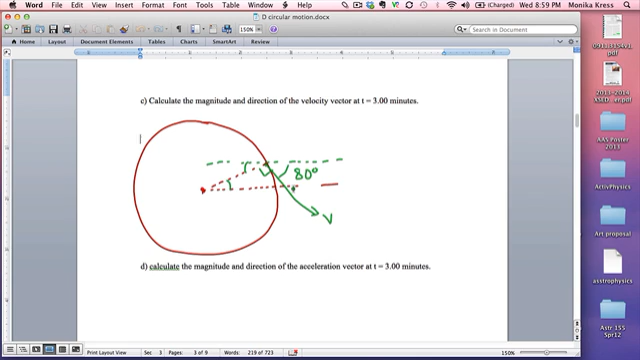 Word File Edit View Insert Format Font Tools Table Window Help
(Charged) Wed 8:59 PM Monika Kress
D circular motion.docx
150%
Search in Document
Home Layout Document Elements Tables Charts SmartArt Review
c) Calculate the magnitude and direction of the velocity vector at t = 3.00 minutes.
80°
V
d) calculate the magnitude and direction of the acceleration vector at t = 3.00 minutes.
Print Layout View Sec 3 Pages: 3 of 9 Words: 219 of 723 150%
AAS Poster 2013
ActivPhysics
Art proposal
asstrophysics
Astr 155 Spr12